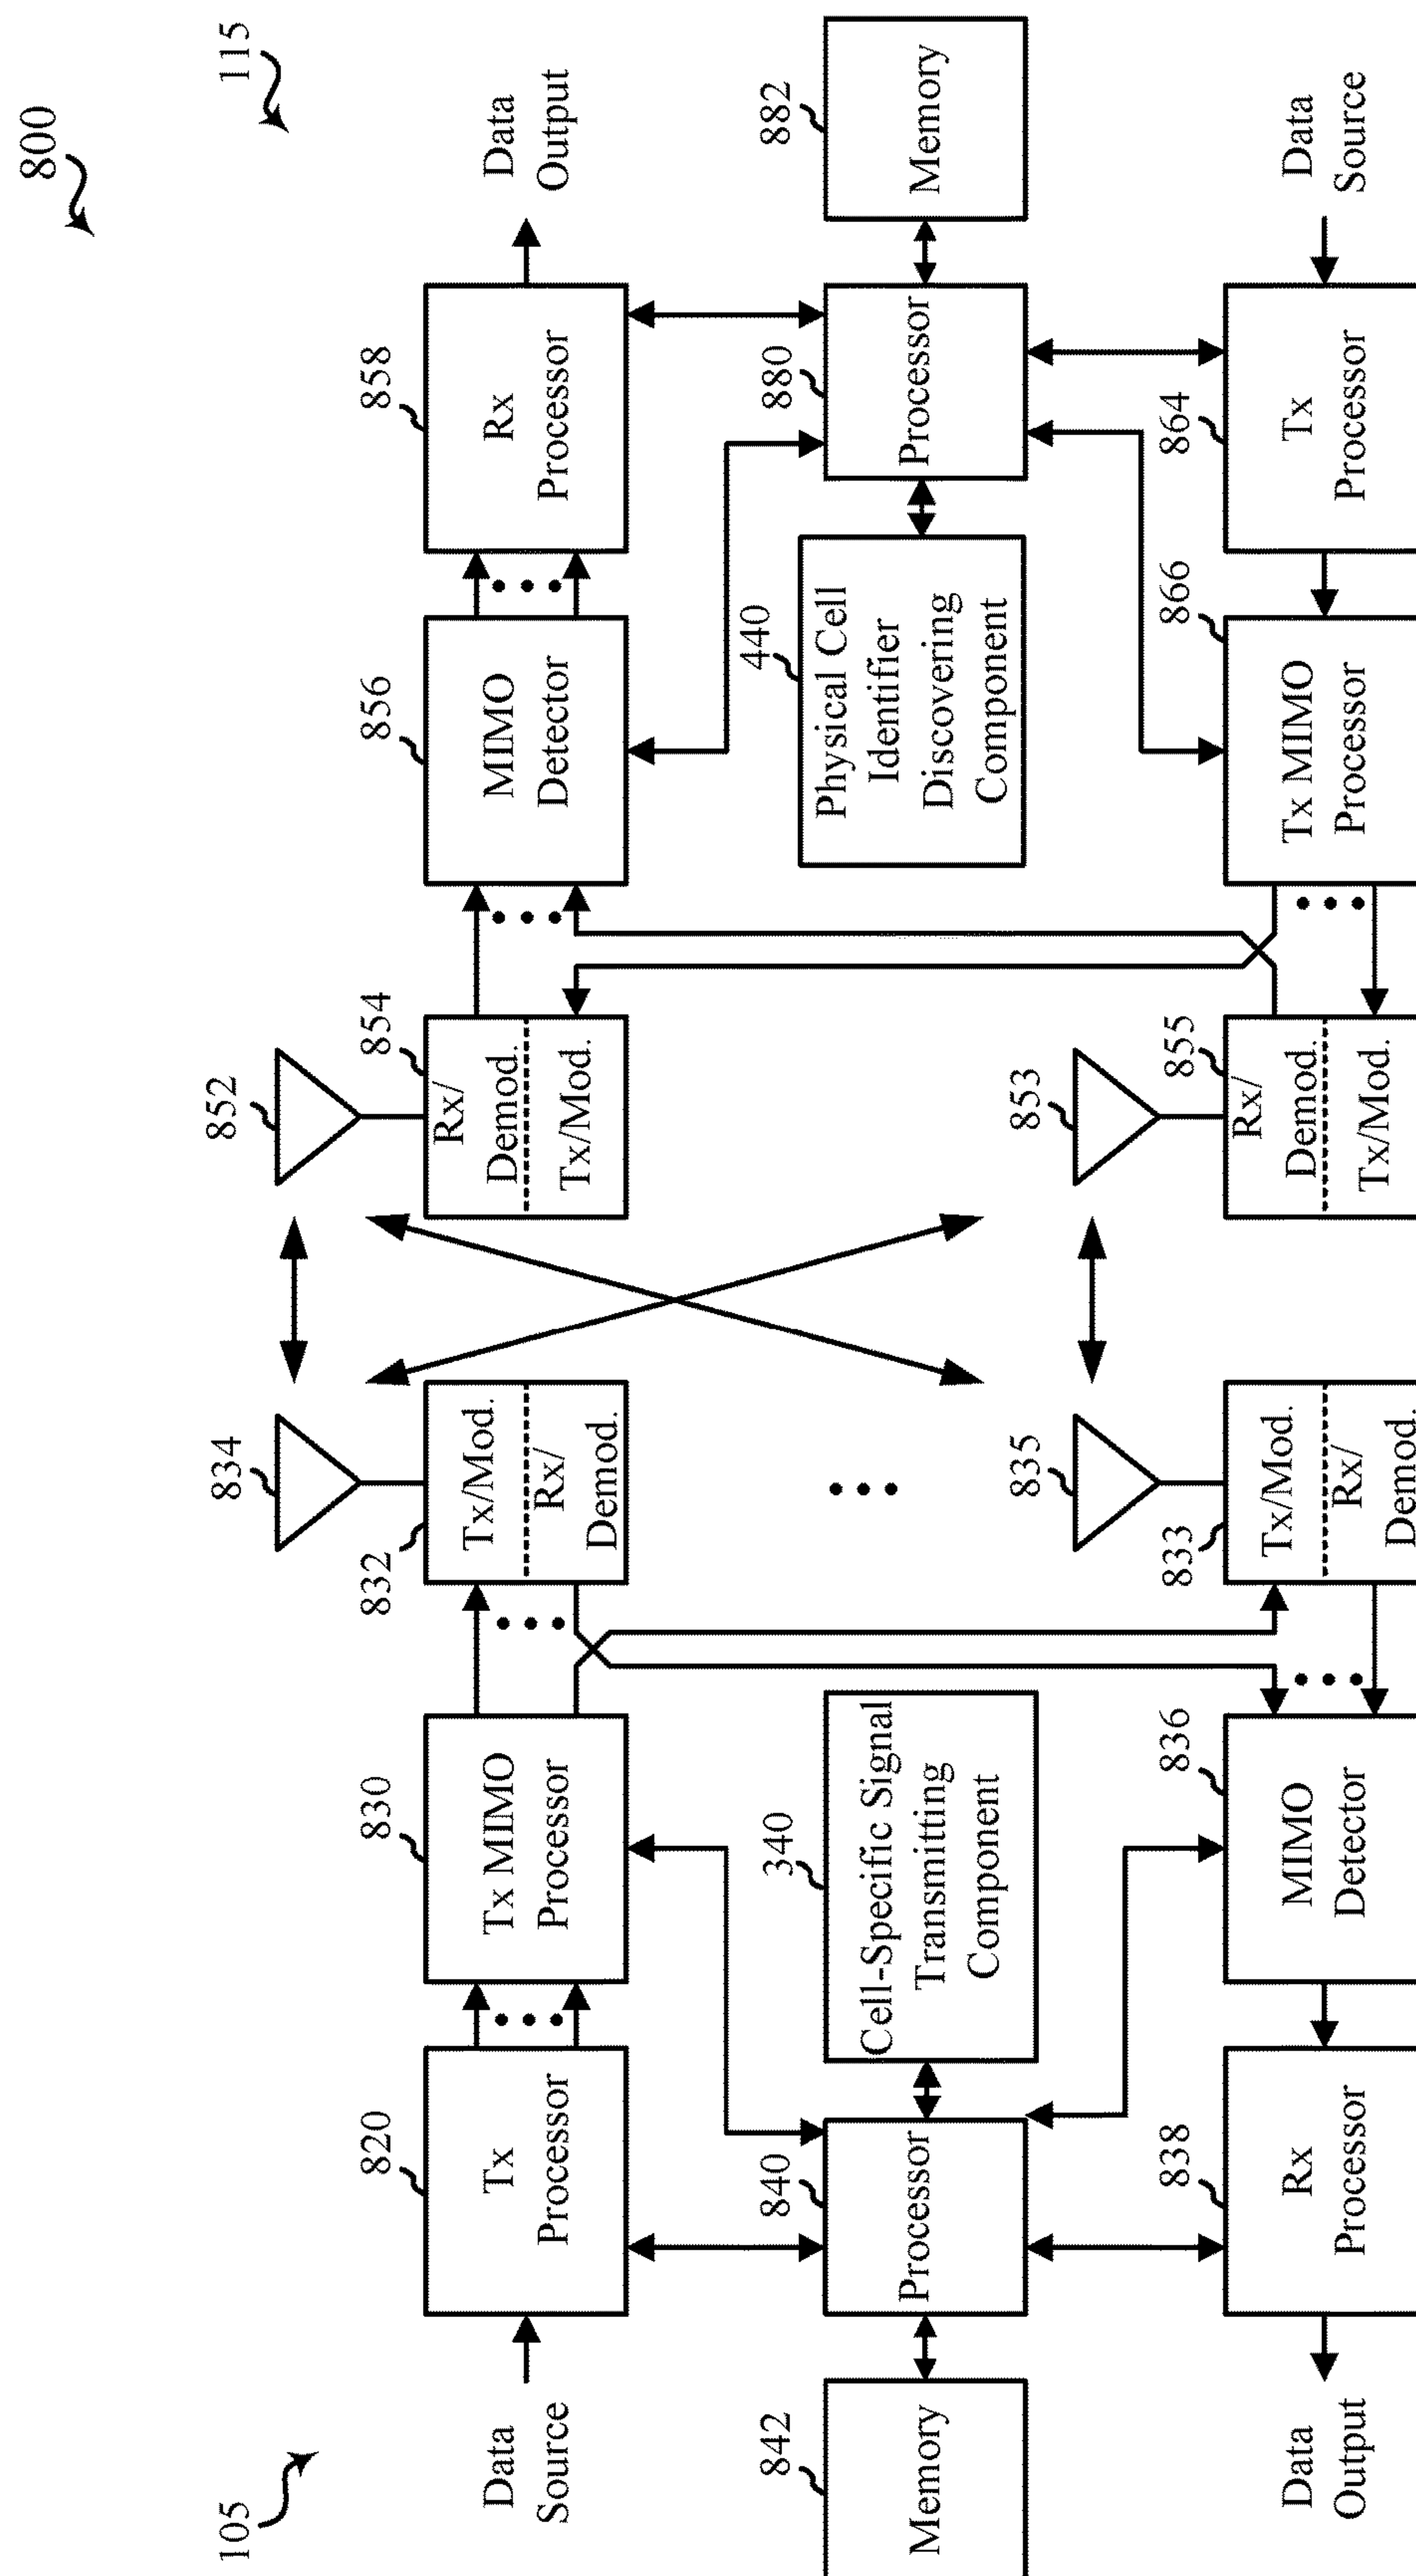 800
105
115
Data
Source
820
Tx
Processor
830
Tx MIMO
Processor
832
Tx/Mod.
Rx/
Demod.
834
852
854
Rx/
Demod.
Tx/Mod.
856
MIMO
Detector
858
Rx
Processor
Data
Output
842
Memory
840
Processor
340
Cell-Specific Signal
Transmitting
Component
440
Physical Cell
Identifier
Discovering
Component
880
Processor
882
Memory
Data
Output
838
Rx
Processor
836
MIMO
Detector
833
Tx/Mod.
Rx/
Demod.
835
853
855
Rx/
Demod.
Tx/Mod.
866
Tx MIMO
Processor
864
Tx
Processor
Data
Source